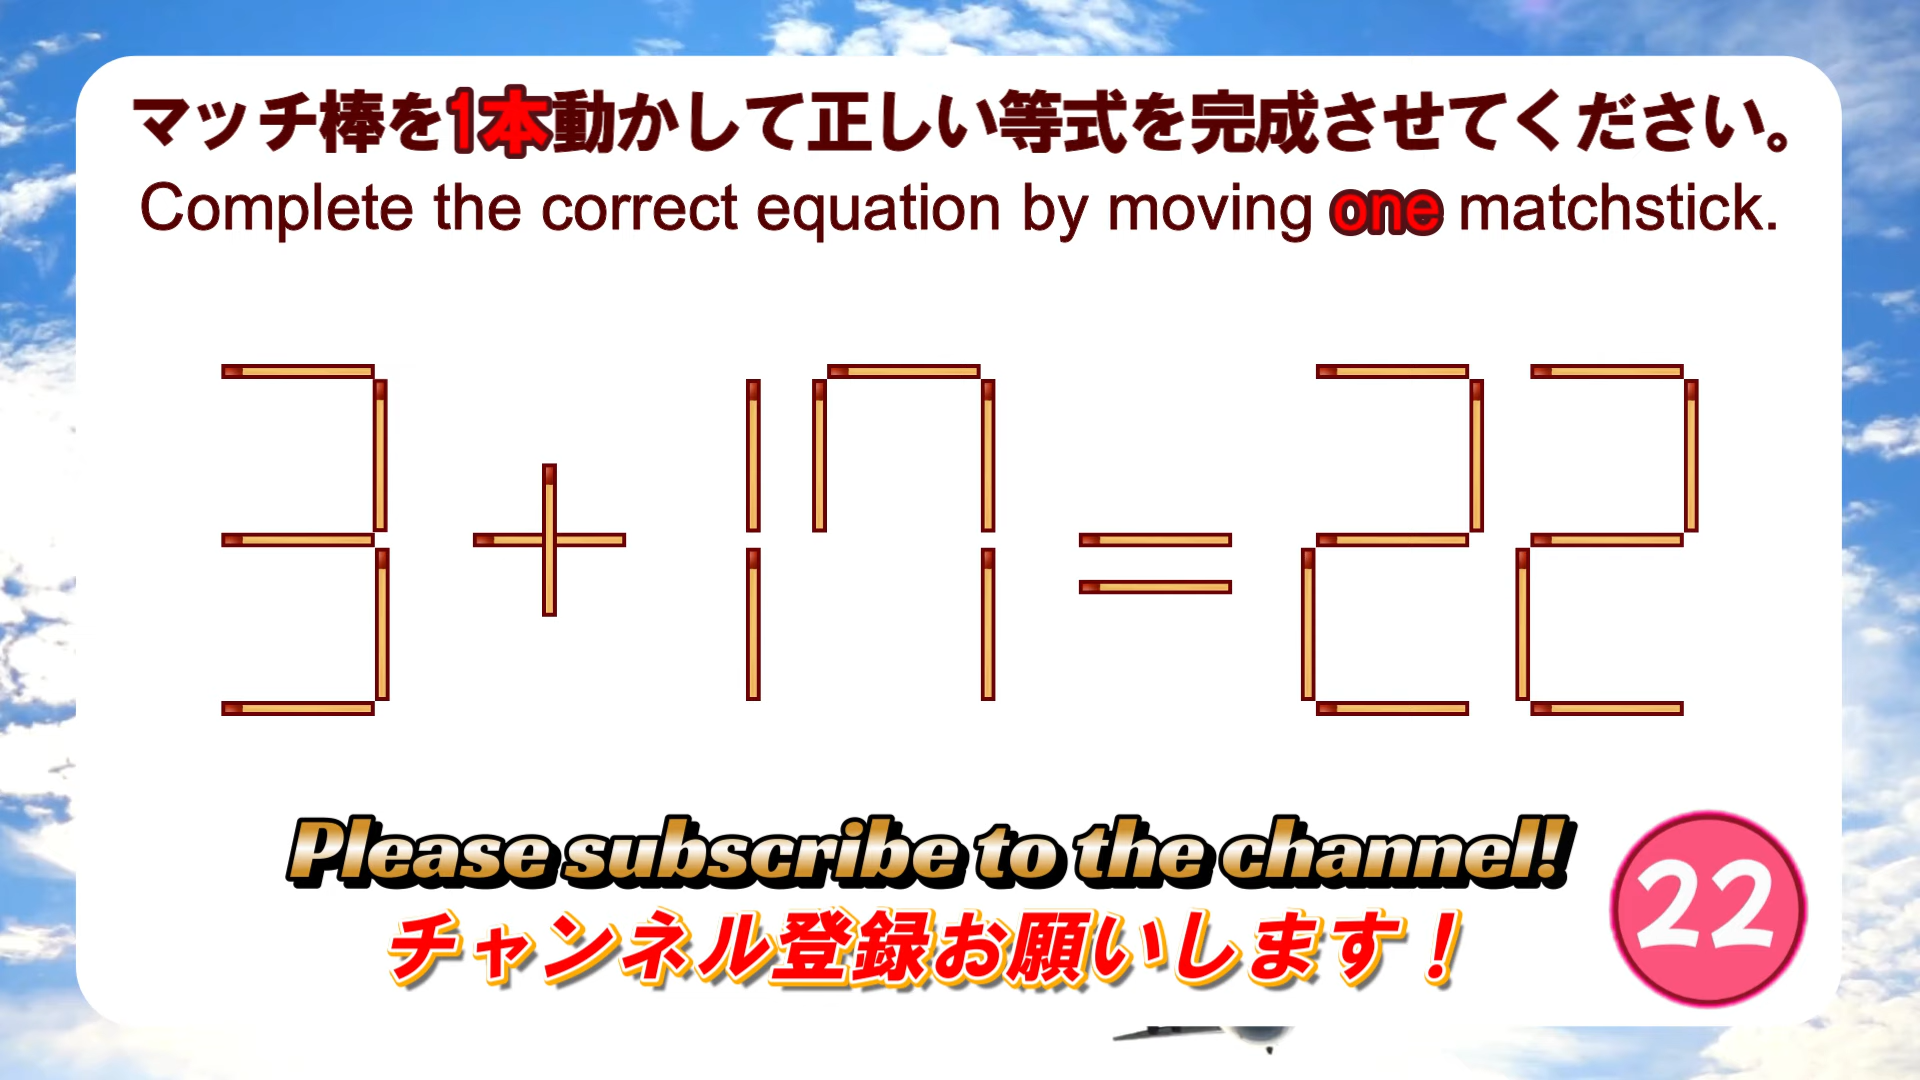 マッチ棒を1本動かして正しい等式を完成させてください。
Complete the correct equation by moving one matchstick.
3+17=22
Please subscribe to the channel!
チャンネル登録お願いします！
22